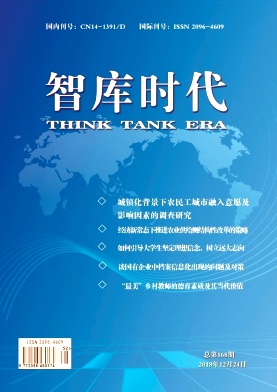 国内刊号：CN14-1391/D 国际刊号：ISSN 2096-4609
智库时代
THINK TANK ERA
城镇化背景下农民工城市融入意愿及
影响因素的调查研究
经济新常态下推进农业供给侧结构性改革的策略
如何引导大学生坚定理想信念，树立远大志向
谈国有企业中档案信息化出现的问题及对策
“最美”乡村教师的德育素质及其当代价值
ISSN 2096-4609
总第168期
2018年12月24日